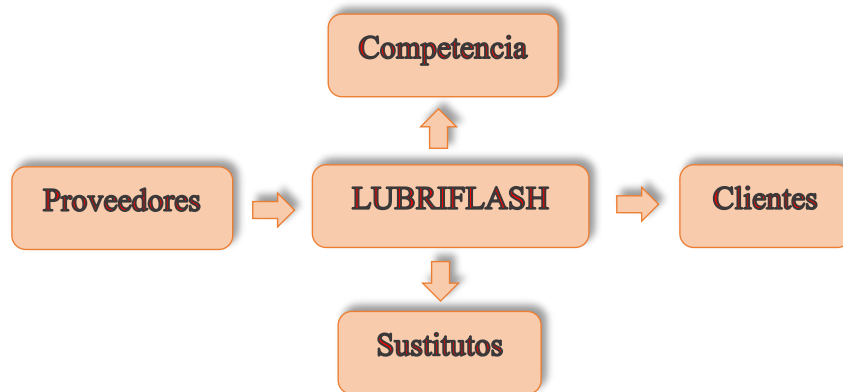 Competencia
Proveedores
LUBRIFLASH
Clientes
Sustitutos